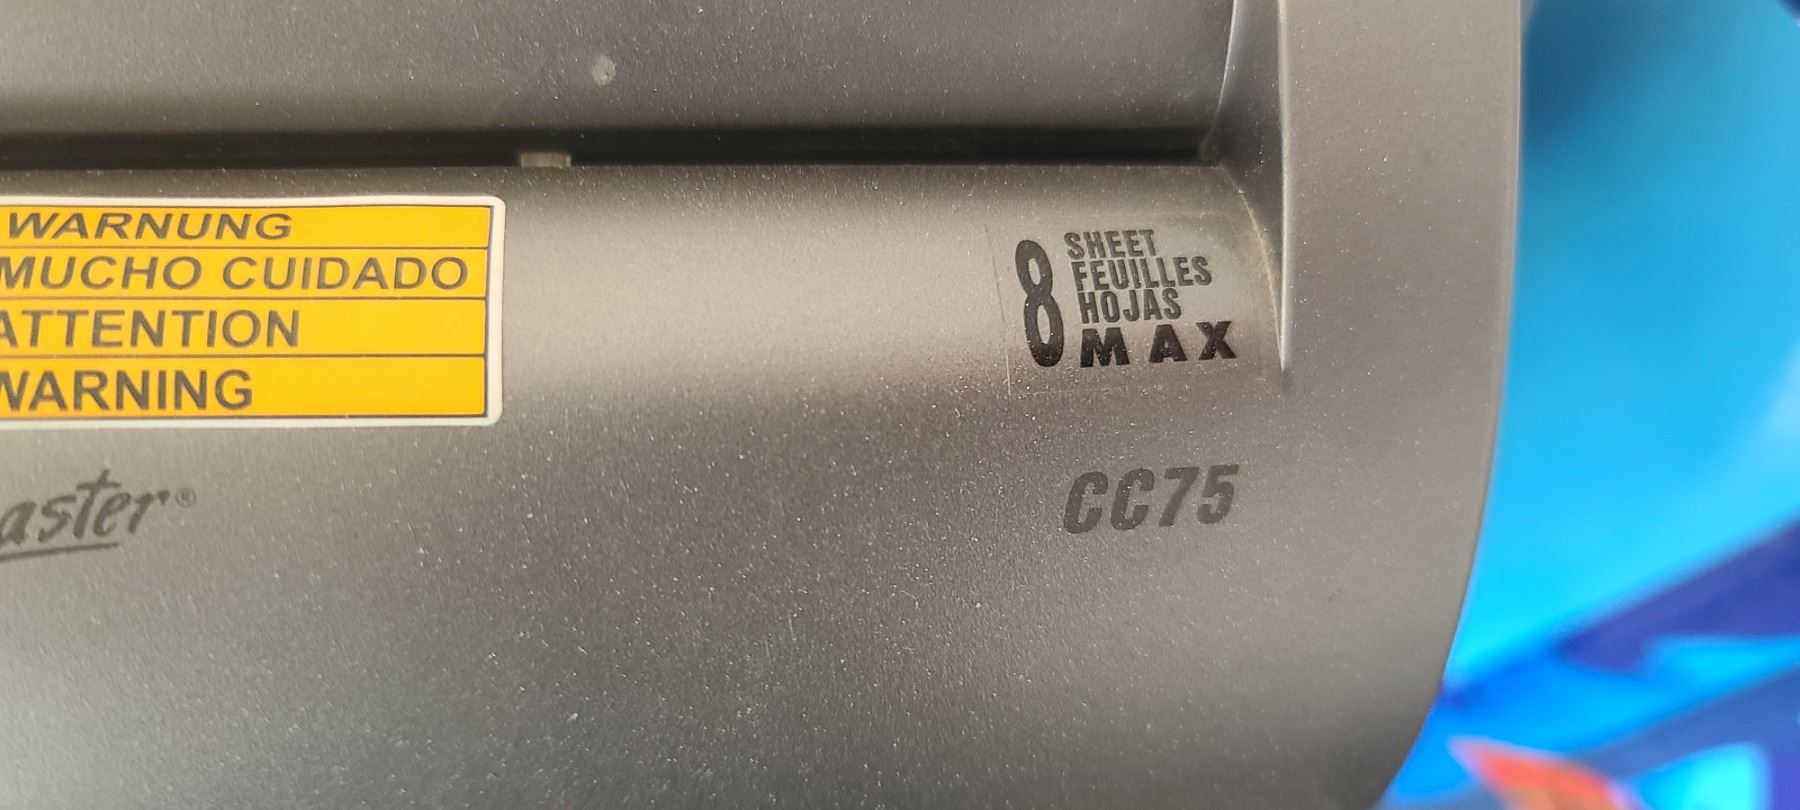 WARNUNG
MUCHO CUIDADO
ATTENTION
WARNING
8 SHEET
FEUILLES
HOJAS
MAX
aster®
CC75